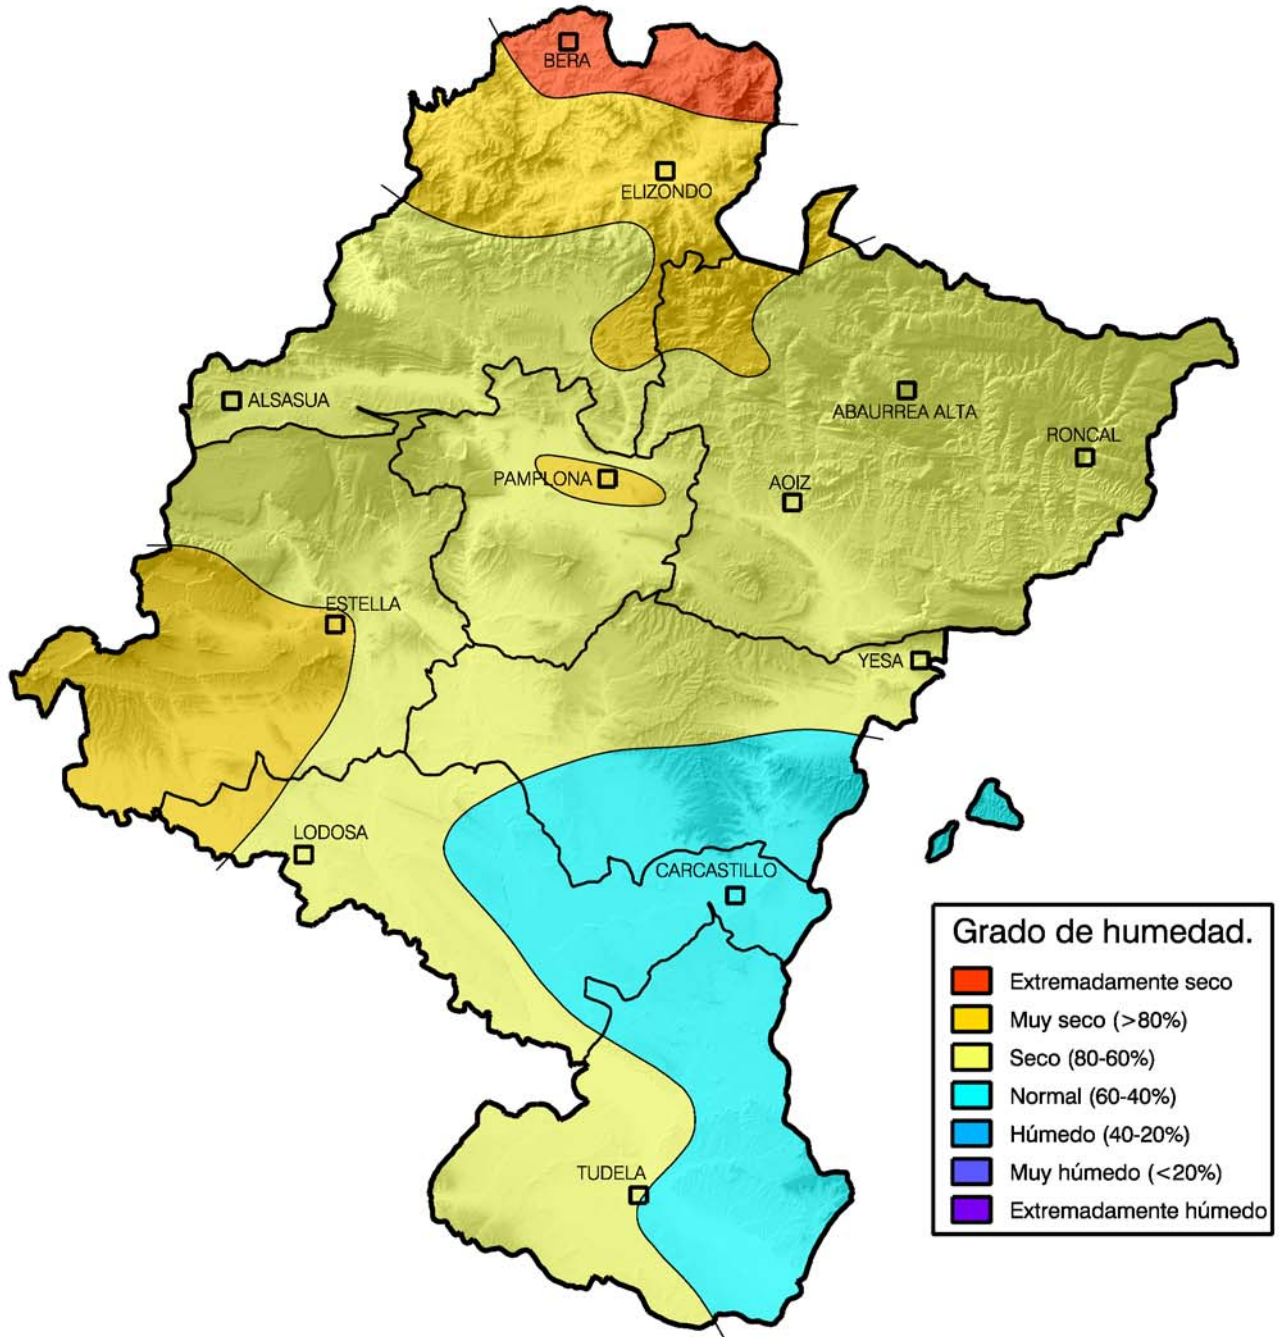 BERA
ELIZONDO
ALSASUA
ABAURREA ALTA
RONCAL
PAMPLONA
AOIZ
ESTELLA
YESA
LODOSA
CARCASTILLO
TUDELA
Grado de humedad.
Extremadamente seco
Muy seco (>80%)
Seco (80-60%)
Normal (60-40%)
Húmedo (40-20%)
Muy húmedo (<20%)
Extremadamente húmedo